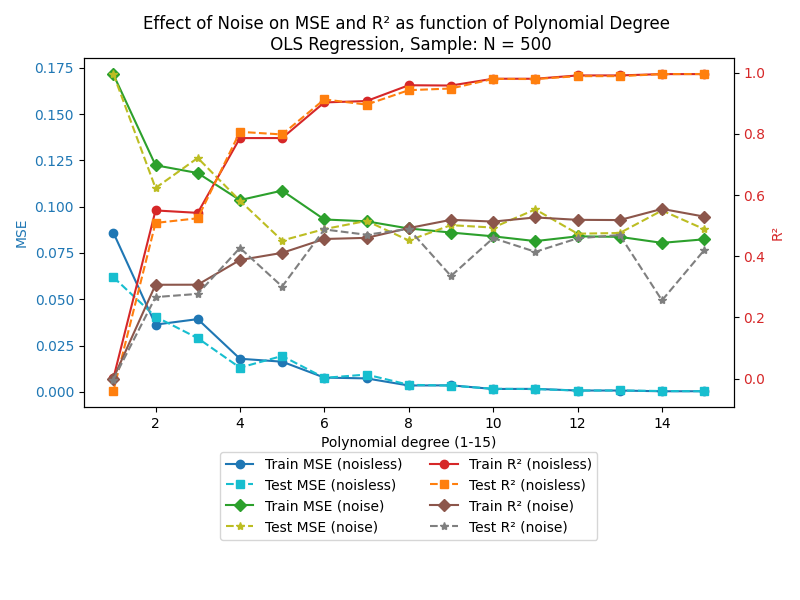 Effect of Noise on MSE and R² as function of Polynomial Degree
OLS Regression, Sample: N = 500
0.175
0.150
0.125
0.100
0.075
0.050
0.025
0.000
MSE
1.0
0.8
0.6
0.4
0.2
0.0
R²
2 4 6 8 10 12 14
Polynomial degree (1-15)
Train MSE (noisless) Train R² (noisless)
Test MSE (noisless) Test R² (noisless)
Train MSE (noise) Train R² (noise)
Test MSE (noise) Test R² (noise)